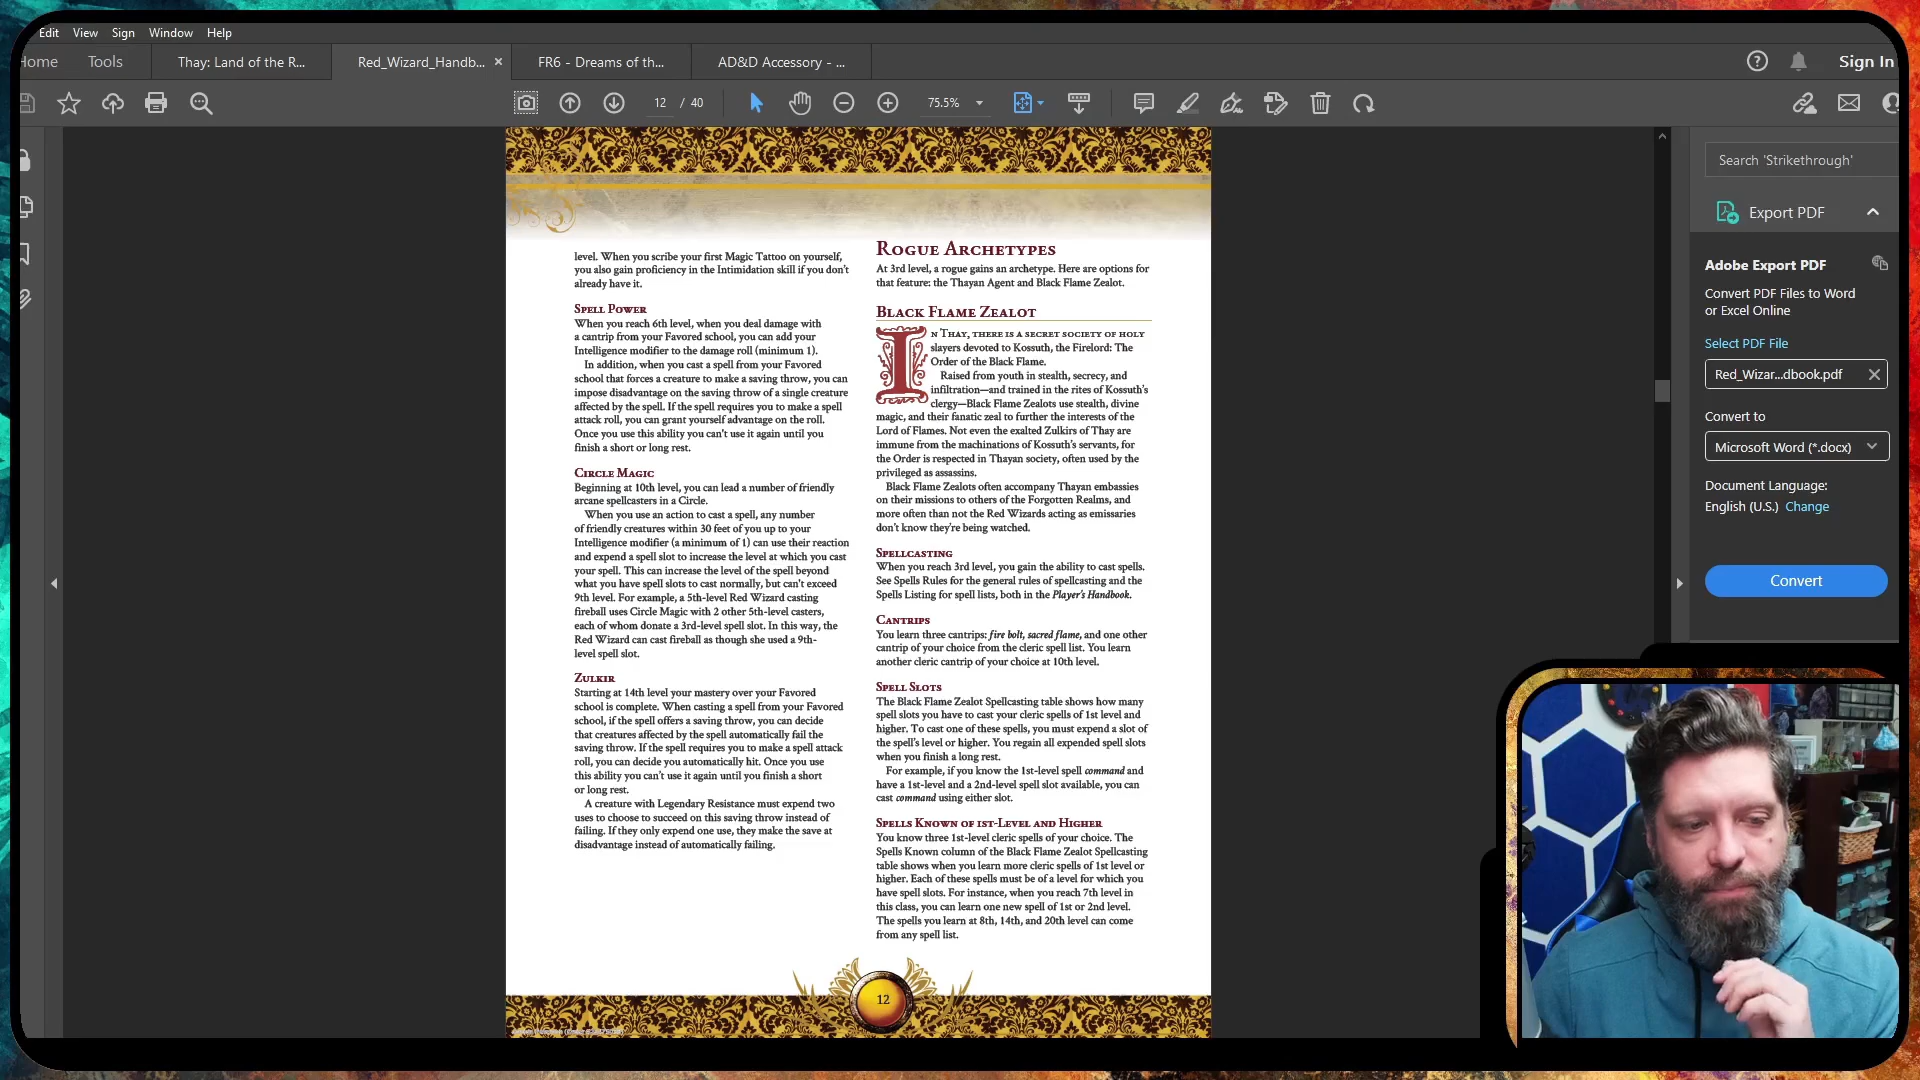 Edit View Sign Window Help
Home Tools Thay: Land of the R... Red_Wizard_Handb... × FR6 - Dreams of th... AD&D Accessory - ... Sign In
12 / 40 75.5%
level. When you scribe your first Magic Tattoo on yourself,
you also gain proficiency in the Intimidation skill if you don't
already have it.
Spell Power
When you reach 6th level, when you deal damage with
a cantrip from your Favored school, you can add your
Intelligence modifier to the damage roll (minimum 1).
In addition, when you cast a spell from your Favored
school that forces a creature to make a saving throw, you can
impose disadvantage on the saving throw of a single creature
affected by the spell. If the spell requires you to make a spell
attack roll, you can grant yourself advantage on the roll.
Once you use this ability you can't use it again until you
finish a short or long rest.
Circle Magic
Beginning at 10th level, you can lead a number of friendly
arcane spellcasters in a Circle.
When you use an action to cast a spell, any number
of friendly creatures within 30 feet of you up to your
Intelligence modifier (a minimum of 1) can use their reaction
and expend a spell slot to increase the level at which you cast
your spell. This can increase the level of the spell beyond
what you have spell slots to cast normally, but can't exceed
9th level. For example, a 5th-level Red Wizard casting
fireball uses Circle Magic with 2 other 5th-level casters,
each of whom donate a 3rd-level spell slot. In this way, the
Red Wizard can cast fireball as though she used a 9th-
level spell slot.
Zulkir
Starting at 14th level your mastery over your Favored
school is complete. When casting a spell from your Favored
school, if the spell offers a saving throw, you can decide
that creatures affected by the spell automatically fail the
saving throw. If the spell requires you to make a spell attack
roll, you can decide you automatically hit. Once you use
this ability you can't use it again until you finish a short
or long rest.
A creature with Legendary Resistance must expend two
uses to choose to succeed on this saving throw instead of
failing. If they only expend one use, they make the save at
disadvantage instead of automatically failing.
Rogue Archetypes
At 3rd level, a rogue gains an archetype. Here are options for
that feature: the Thayan Agent and Black Flame Zealot.
Black Flame Zealot
In Thay, there is a secret society of holy
slayers devoted to Kossuth, the Firelord: The
Order of the Black Flame.
Raised from youth in stealth, secrecy, and
infiltration—and trained in the rites of Kossuth's
clergy—Black Flame Zealots use stealth, divine
magic, and their fanatic zeal to further the interests of the
Lord of Flames. Not even the exalted Zulkirs of Thay are
immune from the machinations of Kossuth's servants, for
the Order is respected in Thayan society, often used by the
privileged as assassins.
Black Flame Zealots often accompany Thayan embassies
on their missions to others of the Forgotten Realms, and
more often than not the Red Wizards acting as emissaries
don't know they're being watched.
Spellcasting
When you reach 3rd level, you gain the ability to cast spells.
See Spells Rules for the general rules of spellcasting and the
Spells Listing for spell lists, both in the Player's Handbook.
Cantrips
You learn three cantrips: fire bolt, sacred flame, and one other
cantrip of your choice from the cleric spell list. You learn
another cleric cantrip of your choice at 10th level.
Spell Slots
The Black Flame Zealot Spellcasting table shows how many
spell slots you have to cast your cleric spells of 1st level and
higher. To cast one of these spells, you must expend a slot of
the spell's level or higher. You regain all expended spell slots
when you finish a long rest.
For example, if you know the 1st-level spell command and
have a 1st-level and a 2nd-level spell slot available, you can
cast command using either slot.
Spells Known of 1st-Level and Higher
You know three 1st-level cleric spells of your choice. The
Spells Known column of the Black Flame Zealot Spellcasting
table shows when you learn more cleric spells of 1st level or
higher. Each of these spells must be of a level for which you
have spell slots. For instance, when you reach 7th level in
this class, you can learn one new spell of 1st or 2nd level.
The spells you learn at 8th, 14th, and 20th level can come
from any spell list.
12
Search 'Strikethrough'
Export PDF
Adobe Export PDF
Convert PDF Files to Word
or Excel Online
Select PDF File
Red_Wizar...dbook.pdf
Convert to
Microsoft Word (*.docx)
Document Language:
English (U.S.) Change
Convert